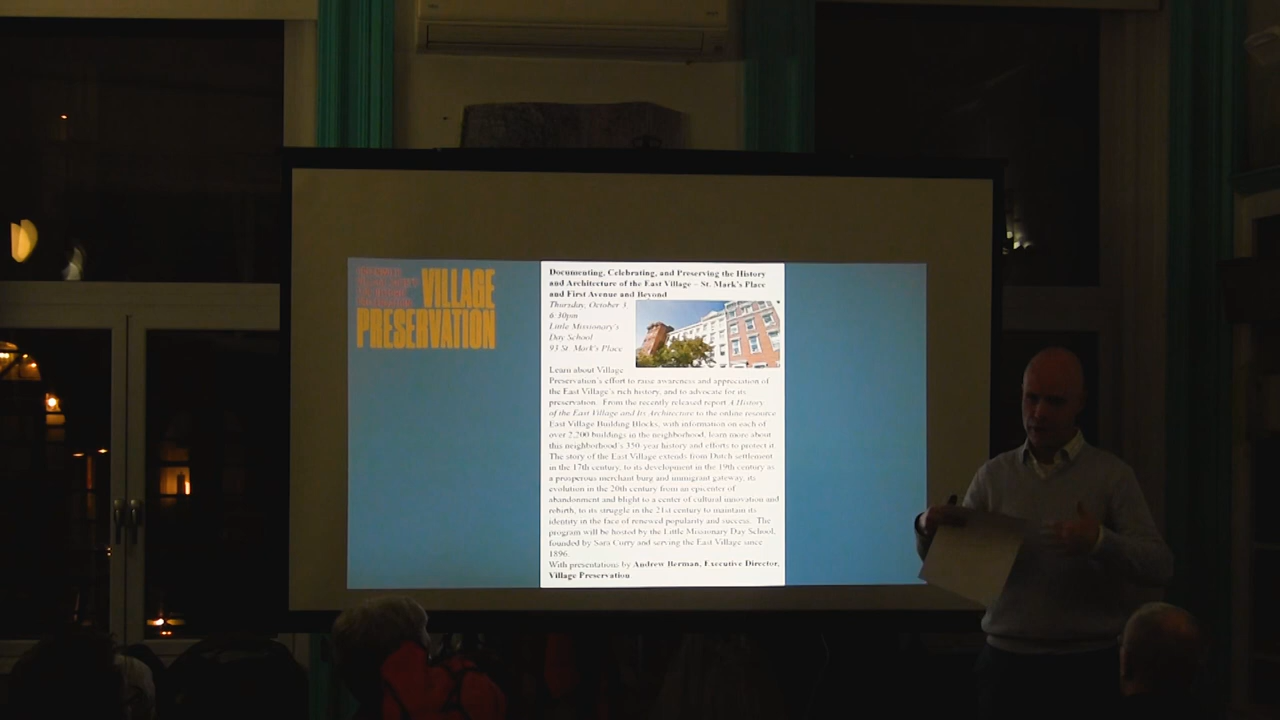 VILLAGE
PRESERVATION
Documenting, Celebrating, and Preserving the History
and Architecture of the East Village – St. Mark's Place
and First Avenue and Beyond
Thursday, October 3
6:30pm
Little Missionary's
Day School
93 St. Mark's Place
Learn about Village
Preservation's effort to raise awareness and appreciation of
the East Village's rich history, and to advocate for its
preservation. From the recently released report A History
of the East Village and Its Architecture to the online resource
East Village Building Blocks, with information on each of
over 2,200 buildings in the neighborhood, learn more about
this neighborhood's 350-year history and efforts to protect it.
The story of the East Village extends from Dutch settlement
in the 17th century, to its development in the 19th century as
a prosperous merchant burg and immigrant gateway, its
evolution in the 20th century from an epicenter of
abandonment and blight to a center of cultural innovation and
rebirth, to its struggle in the 21st century to maintain its
identity in the face of renewed popularity and success. The
program will be hosted by the Little Missionary Day School,
founded by Sara Curry and serving the East Village since
1896.
With presentations by Andrew Berman, Executive Director,
Village Preservation